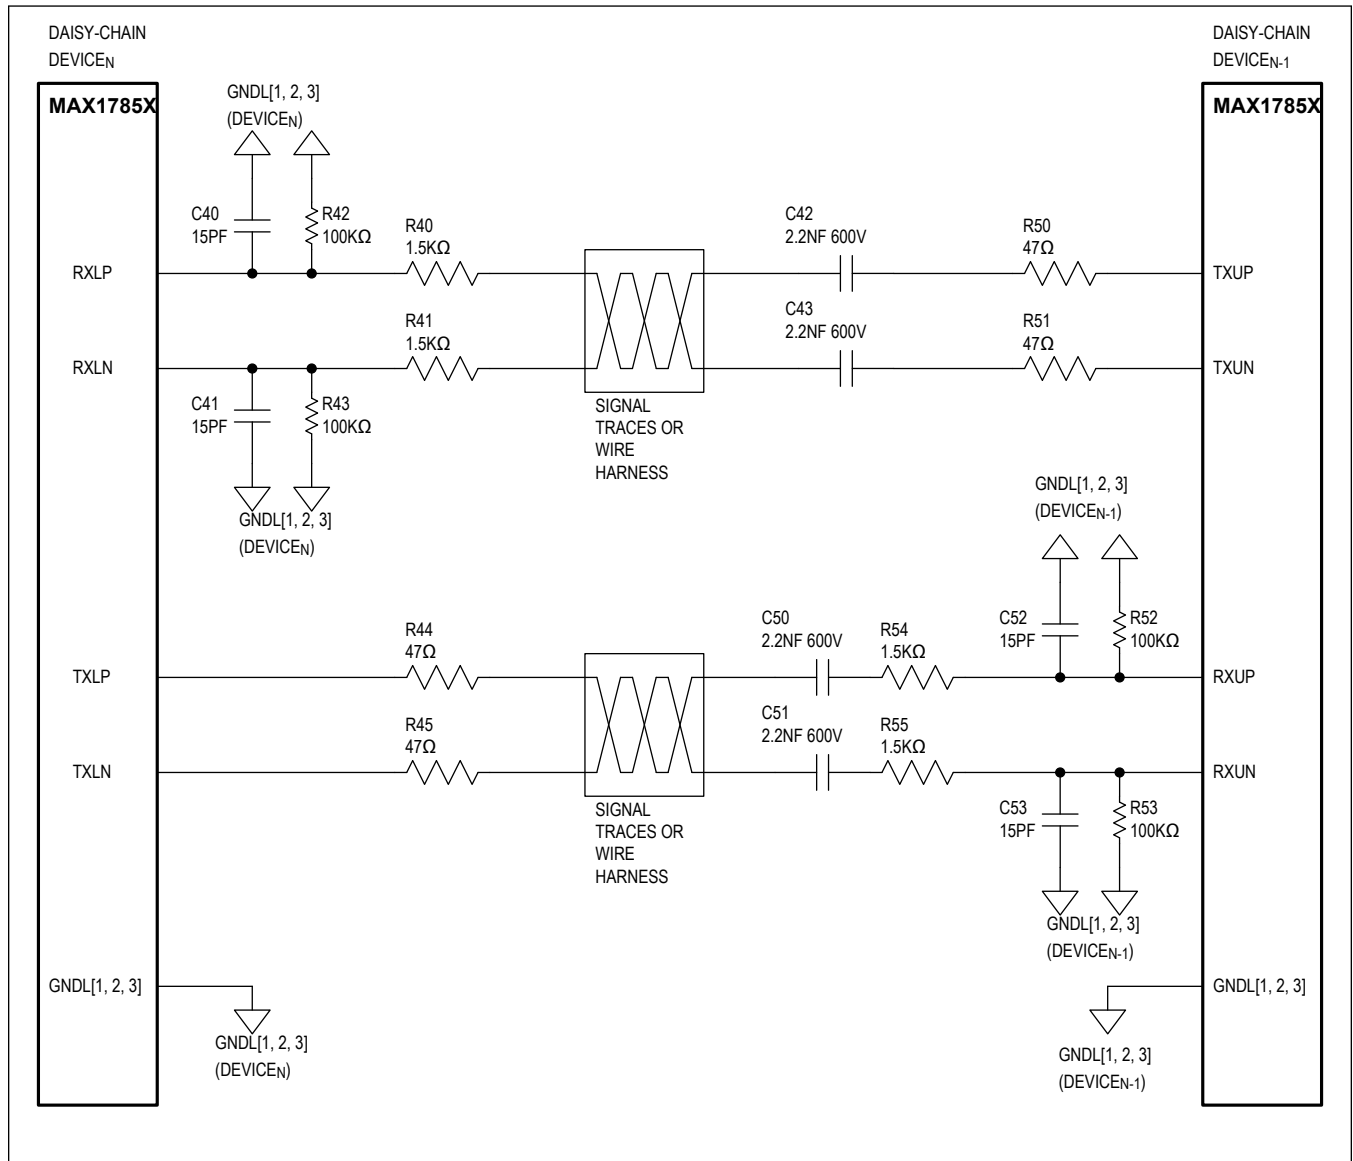 DAISY-CHAIN
DEVICEN
DAISY-CHAIN
DEVICEN-1
MAX1785X
MAX1785X
GNDL[1, 2, 3]
(DEVICEN)
C40
15PF
R42
100KΩ
R40
1.5KΩ
C42
2.2NF 600V
R50
47Ω
RXLP
TXUP
R41
1.5KΩ
C43
2.2NF 600V
R51
47Ω
RXLN
TXUN
C41
15PF
R43
100KΩ
SIGNAL
TRACES OR
WIRE
HARNESS
GNDL[1, 2, 3]
(DEVICEN)
GNDL[1, 2, 3]
(DEVICEN-1)
R44
47Ω
C50
2.2NF 600V
R54
1.5KΩ
C52
15PF
R52
100KΩ
TXLP
RXUP
R45
47Ω
C51
2.2NF 600V
R55
1.5KΩ
TXLN
RXUN
C53
15PF
R53
100KΩ
SIGNAL
TRACES OR
WIRE
HARNESS
GNDL[1, 2, 3]
(DEVICEN-1)
GNDL[1, 2, 3]
GNDL[1, 2, 3]
GNDL[1, 2, 3]
(DEVICEN)
GNDL[1, 2, 3]
(DEVICEN-1)